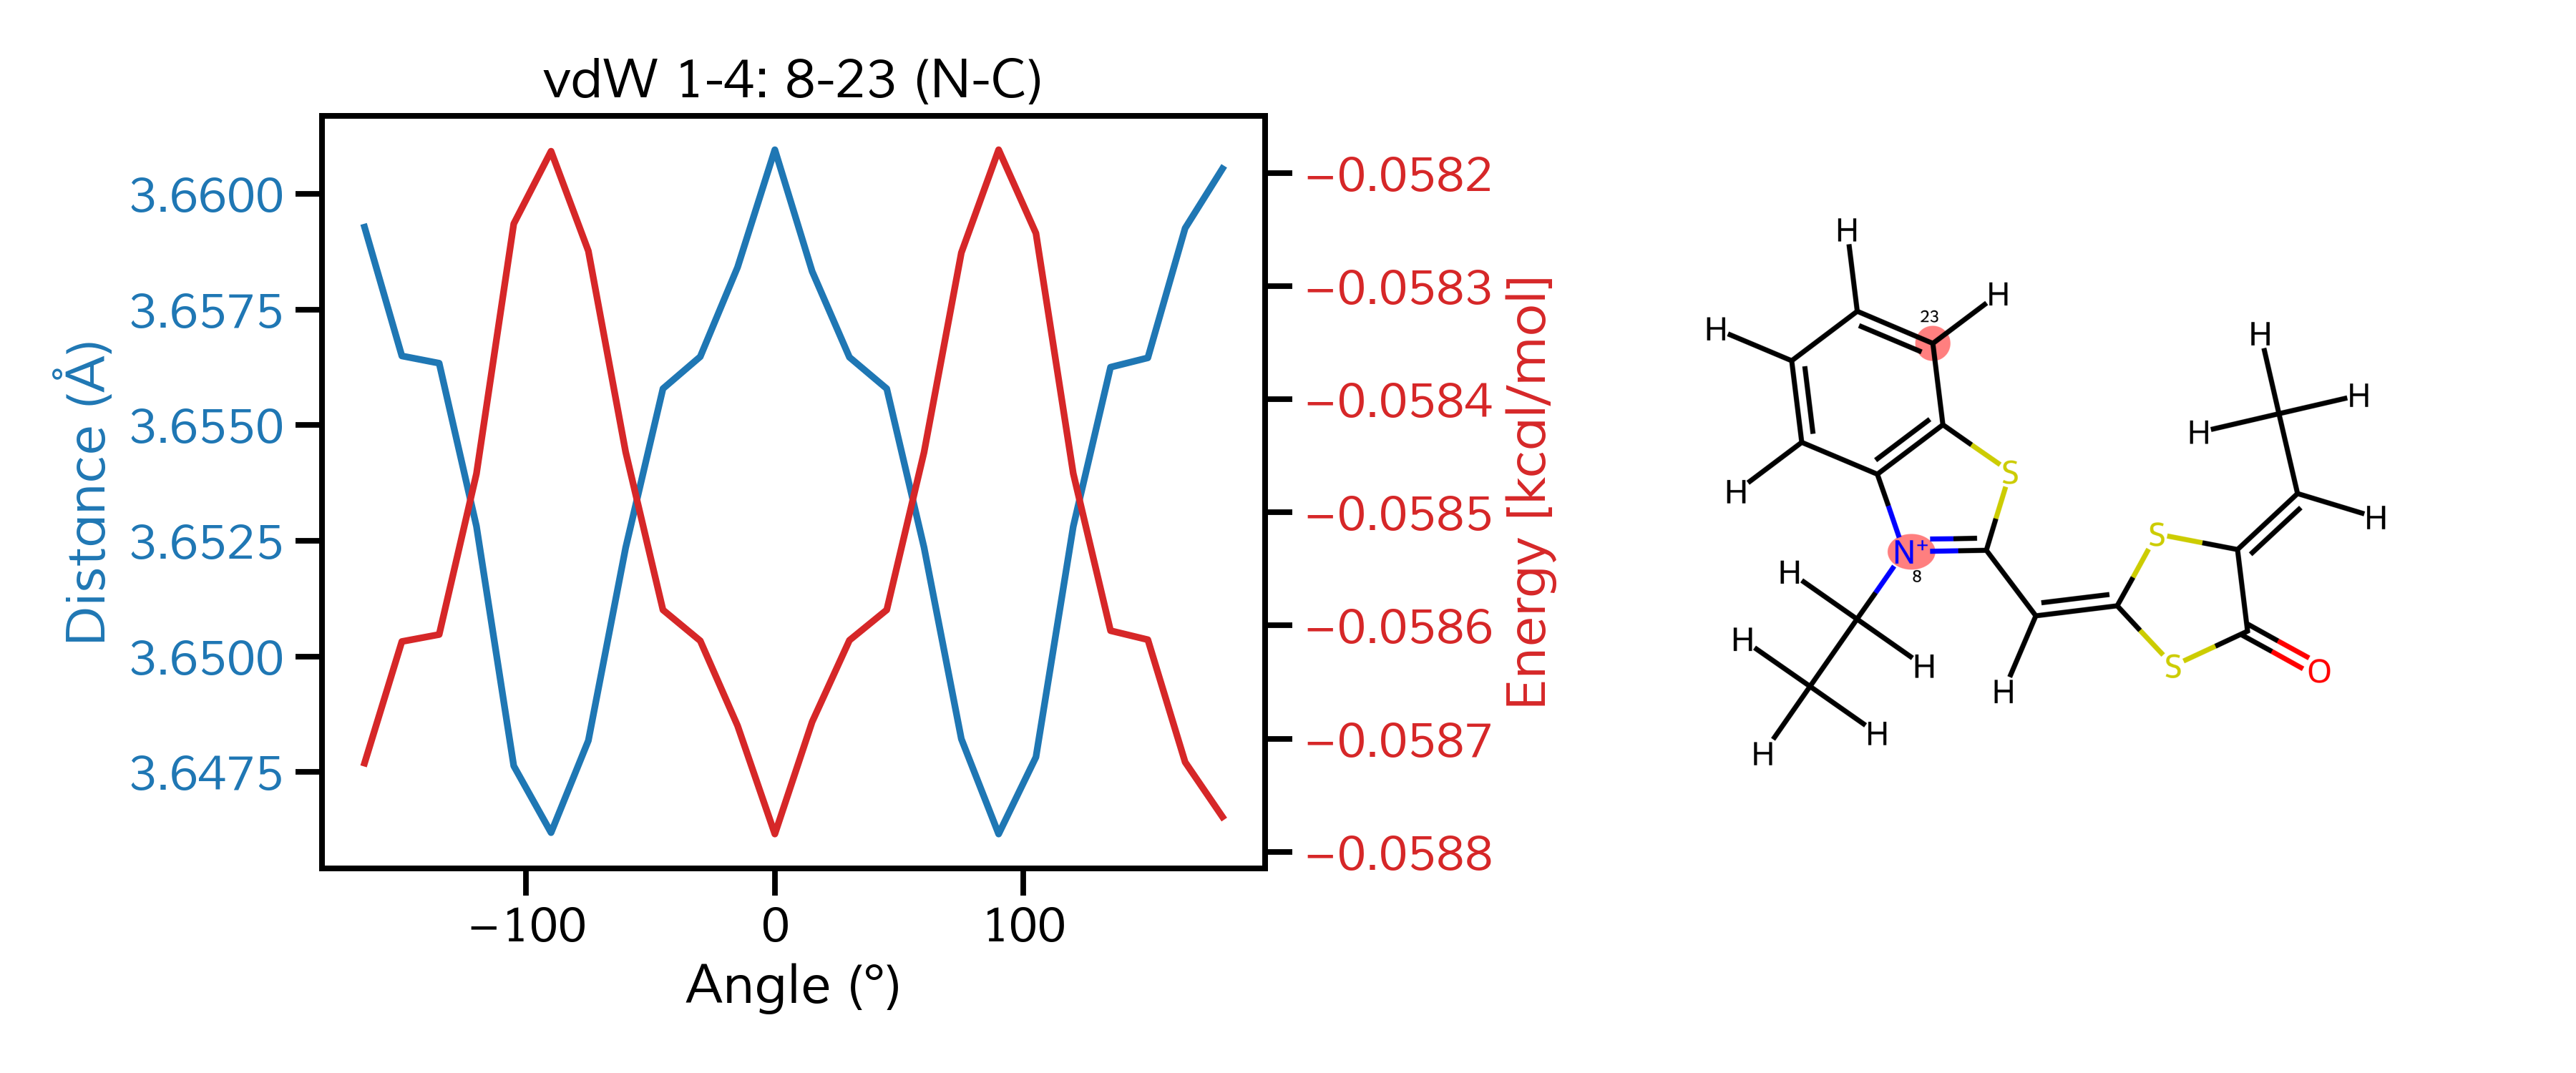 vdW 1-4: 8-23 (N-C)
3.6600
3.6575
3.6550
3.6525
3.6500
3.6475
Distance (Å)
−0.0582
−0.0583
−0.0584
−0.0585
−0.0586
−0.0587
−0.0588
Energy [kcal/mol]
−100 0 100
Angle (°)
H
H
23
H
H
H
H
S
H
H
S
N+
8
H
H
H
S
O
H
H
H
H